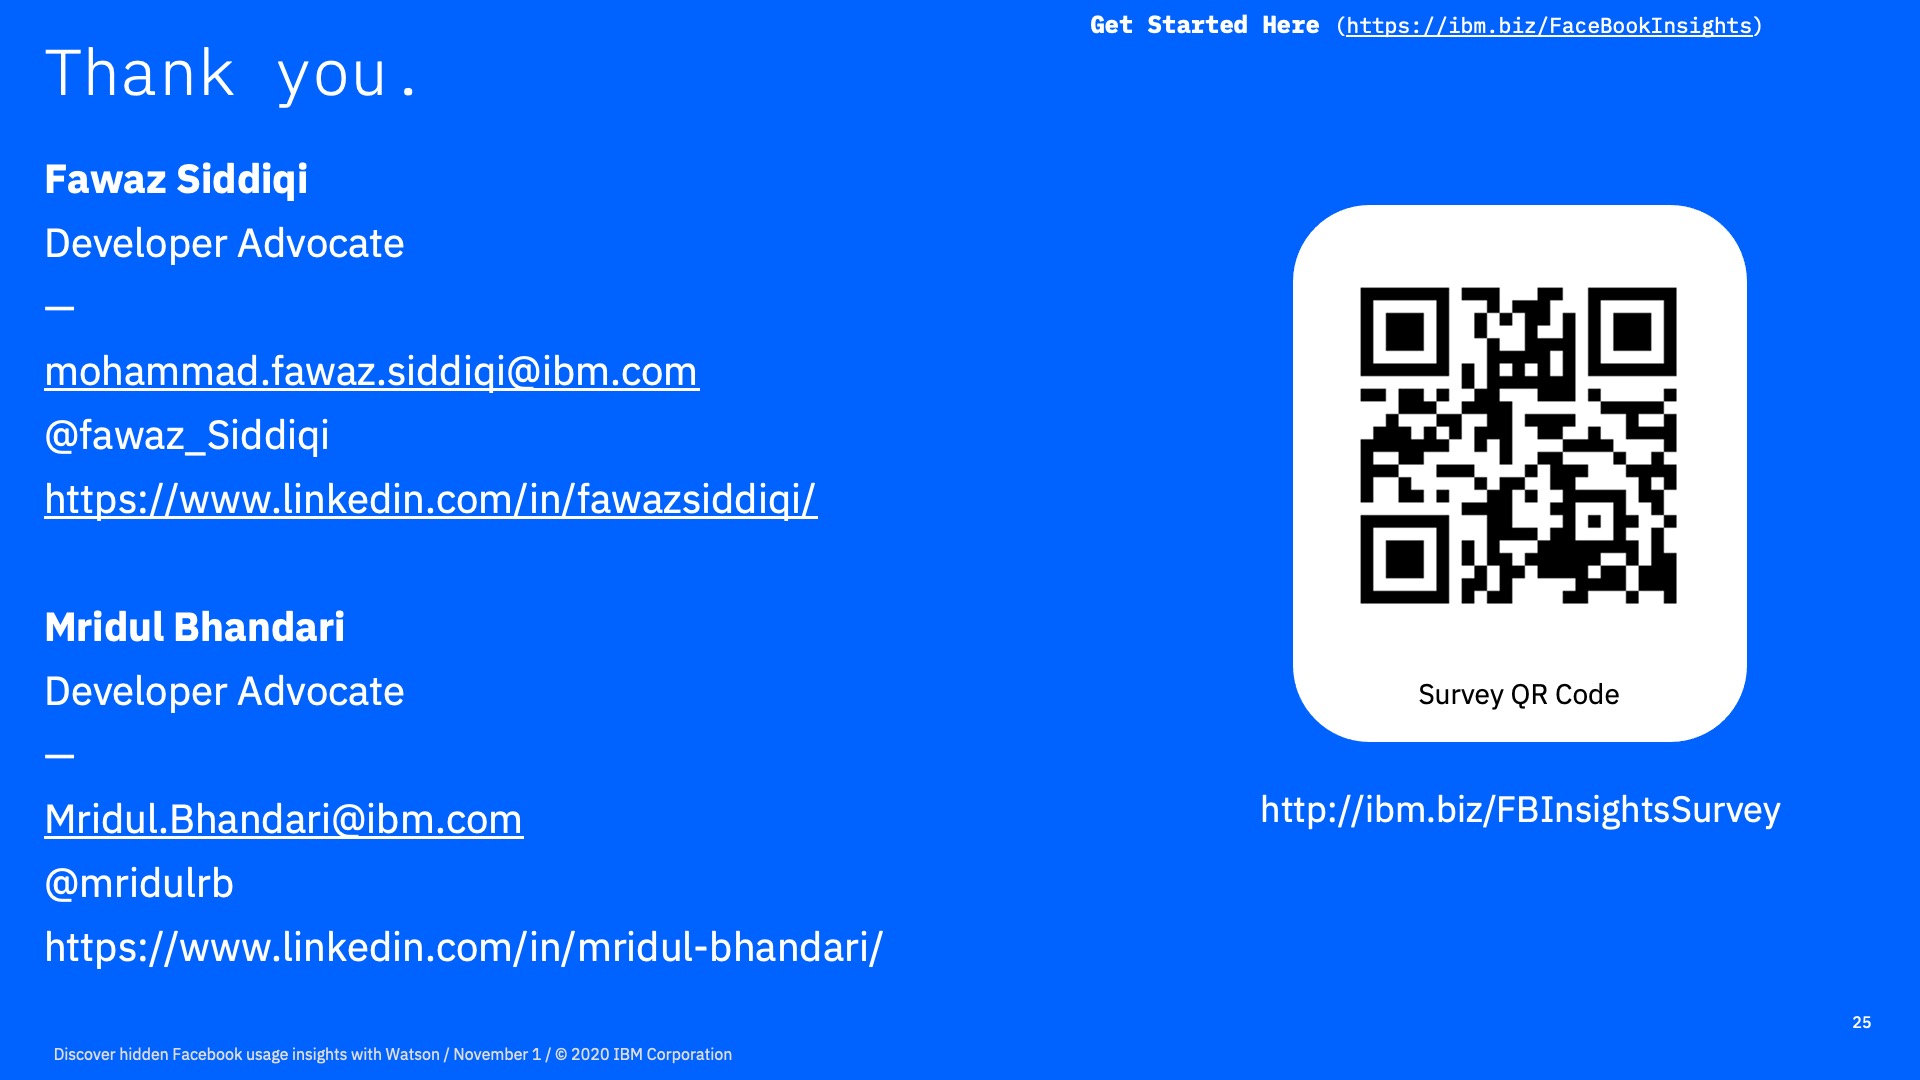 Get Started Here (https://ibm.biz/FaceBookInsights)
Thank you.
Fawaz Siddiqi
Developer Advocate
—
mohammad.fawaz.siddiqi@ibm.com
@fawaz_Siddiqi
https://www.linkedin.com/in/fawazsiddiqi/
Mridul Bhandari
Developer Advocate
—
Mridul.Bhandari@ibm.com
@mridulrb
https://www.linkedin.com/in/mridul-bhandari/
Survey QR Code
http://ibm.biz/FBInsightsSurvey
25
Discover hidden Facebook usage insights with Watson / November 1 / © 2020 IBM Corporation